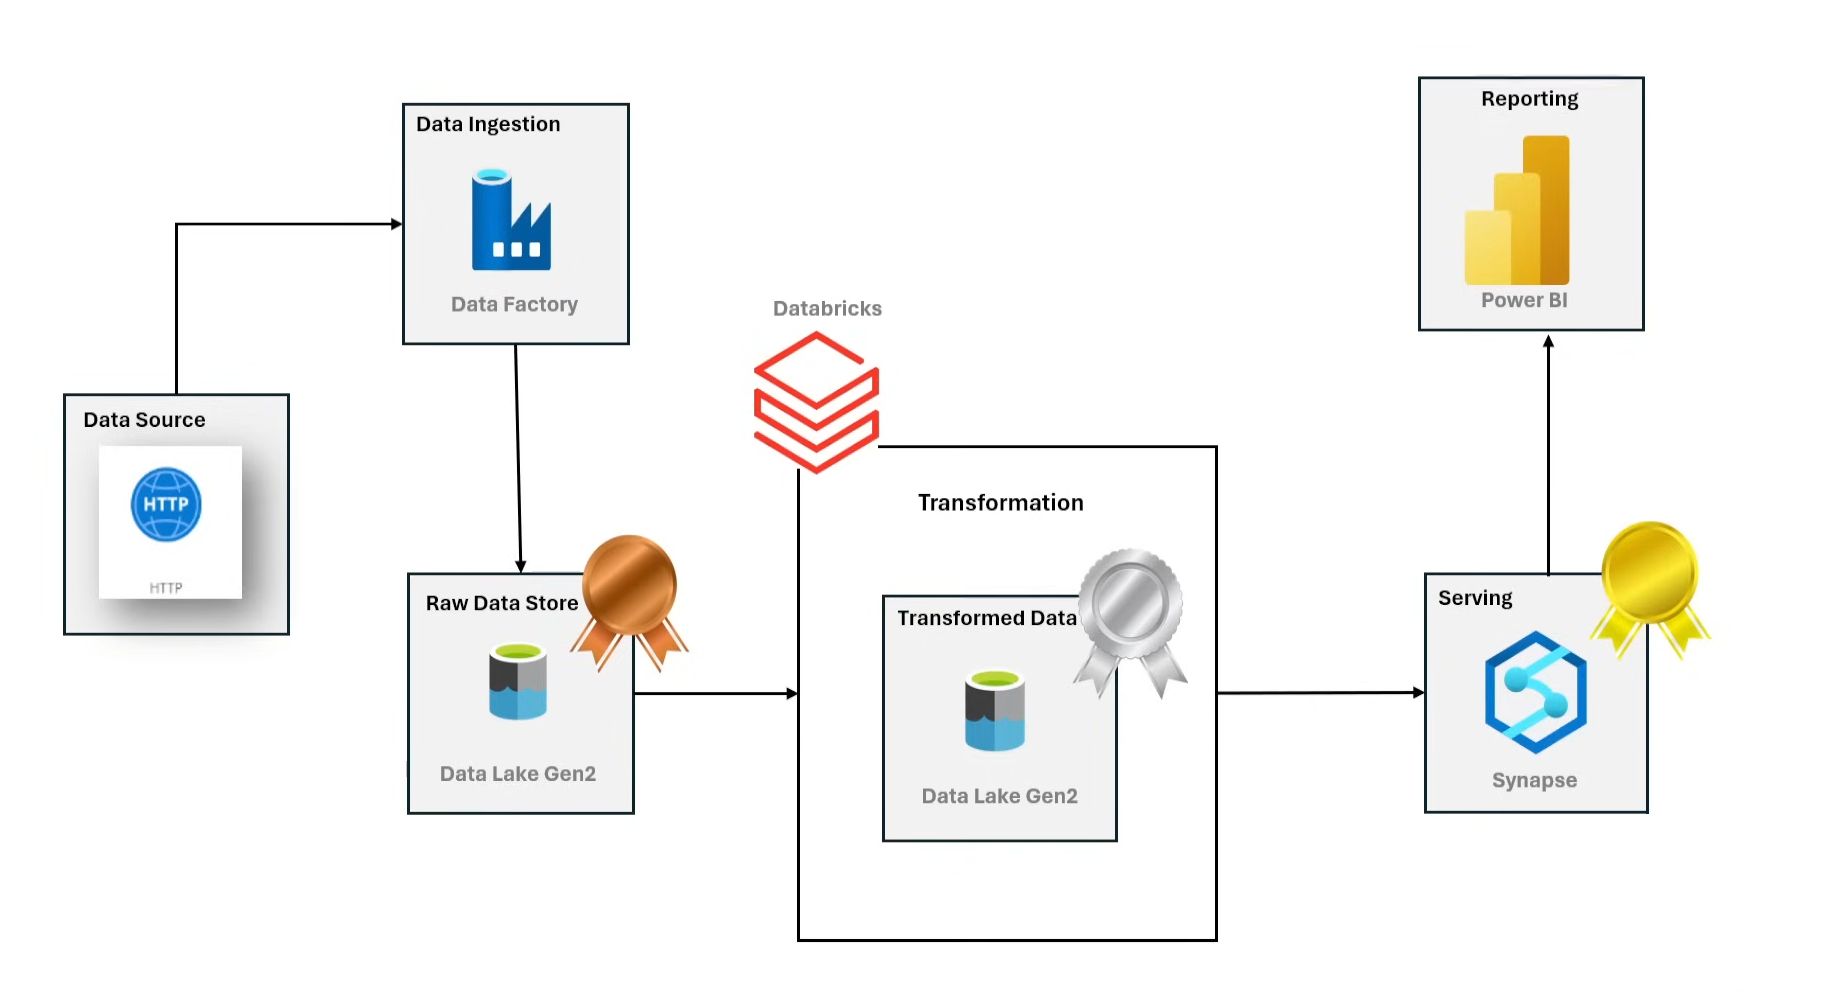 Data Source
HTTP
HTTP
Data Ingestion
Data Factory
Raw Data Store
Data Lake Gen2
Databricks
Transformation
Transformed Data
Data Lake Gen2
Serving
Synapse
Reporting
Power BI